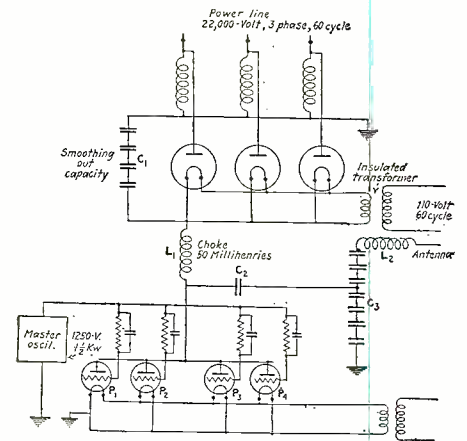 Power line
22,000-Volt, 3 phase, 60 cycle
Smoothing
out
capacity
C1
Insulated
transformer
110-Volt
60 cycle
L1
Choke
50 Millihenries
C2
L2
Antenna
C3
Master
oscil.
1250-V.
1½ Kw
P1
P2
P3
P4